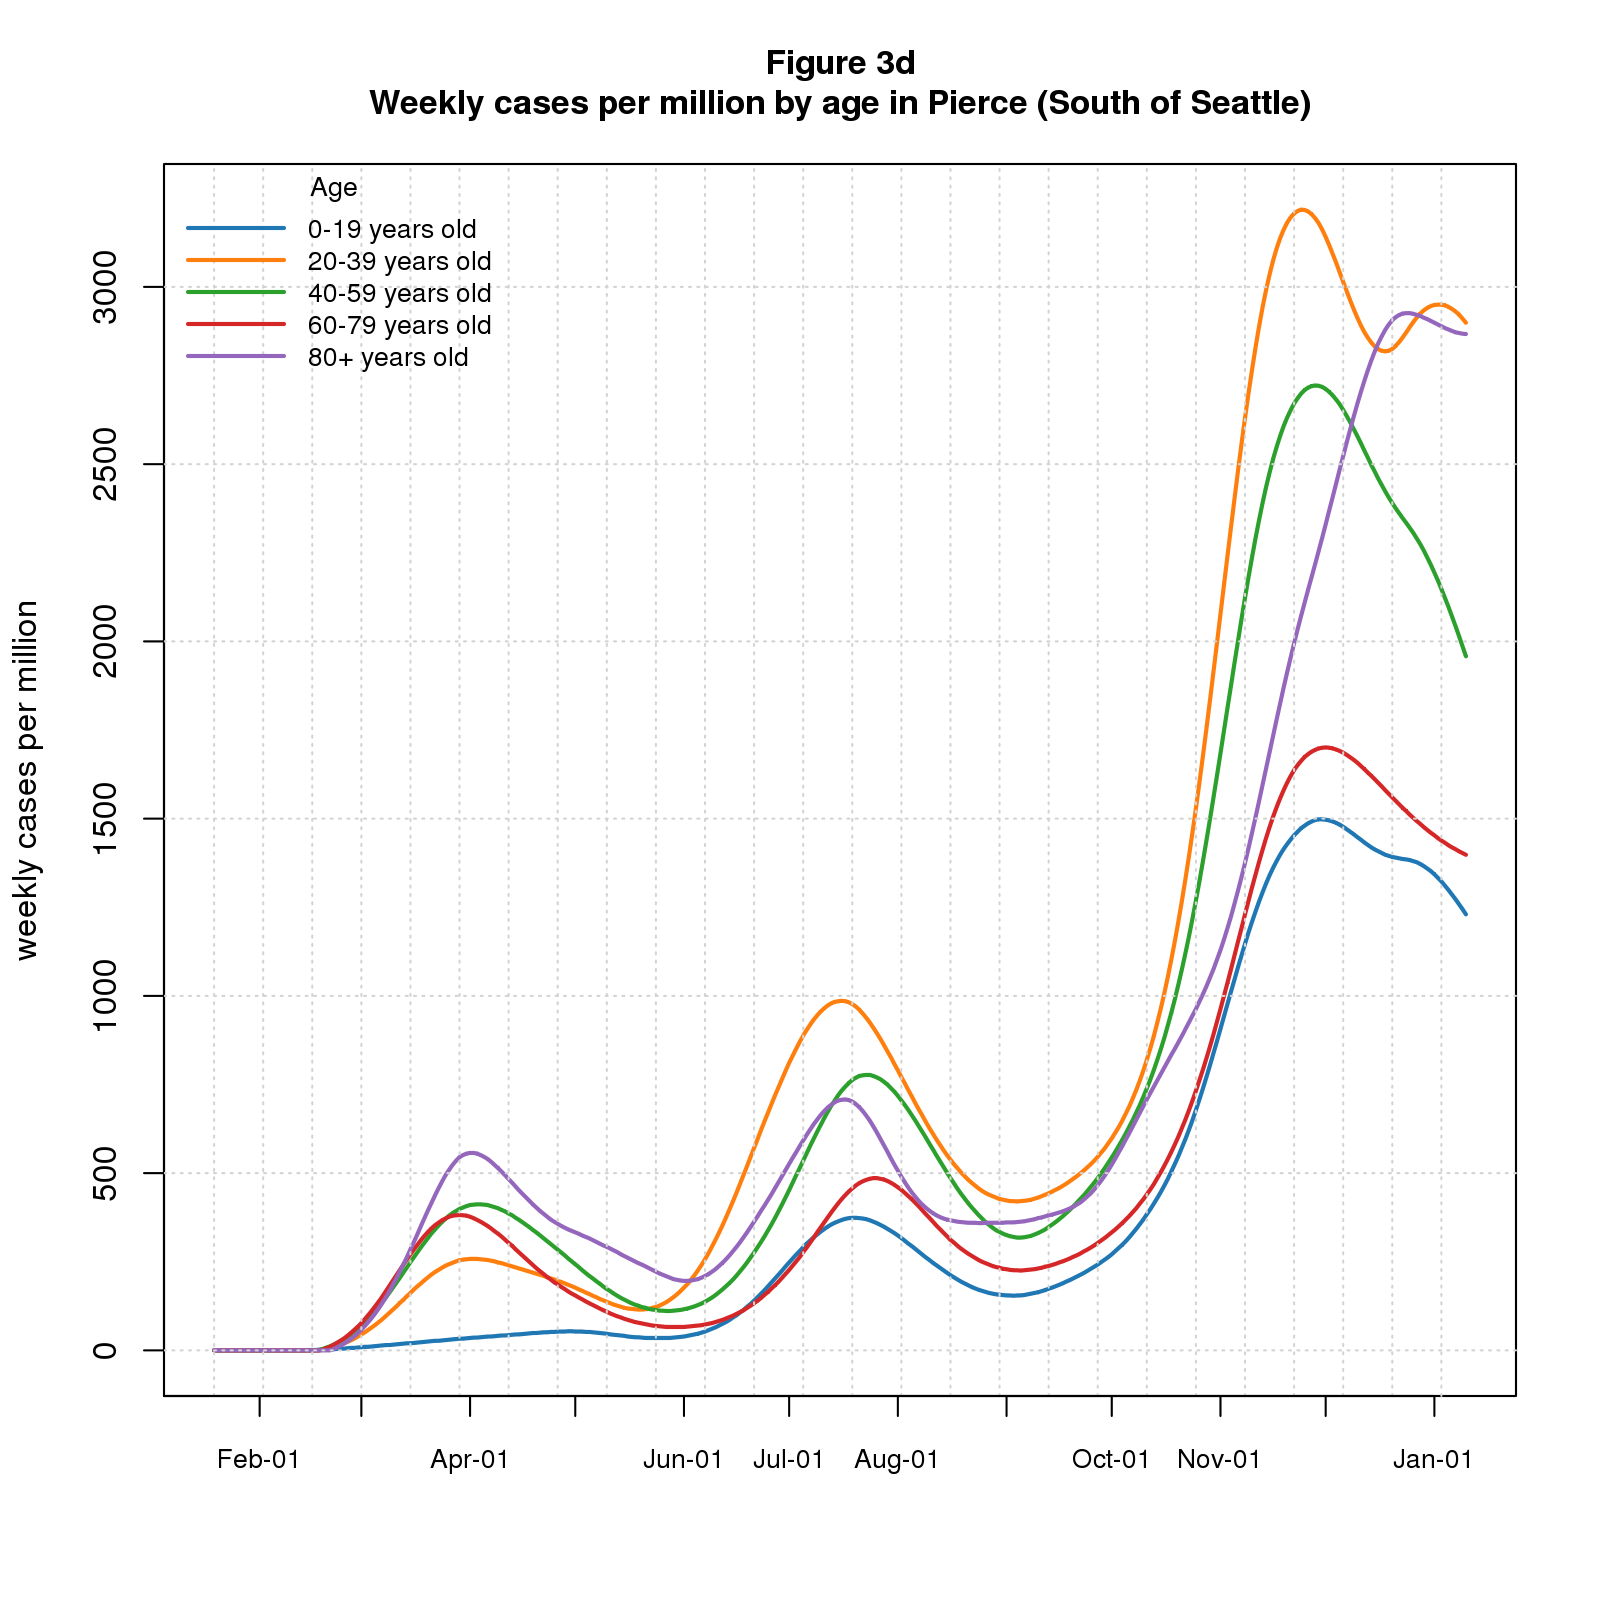 Figure 3d
Weekly cases per million by age in Pierce (South of Seattle)
Age
0-19 years old
20-39 years old
40-59 years old
60-79 years old
80+ years old
weekly cases per million
3000
2500
2000
1500
1000
500
0
Feb-01 Apr-01 Jun-01 Jul-01 Aug-01 Oct-01 Nov-01 Jan-01